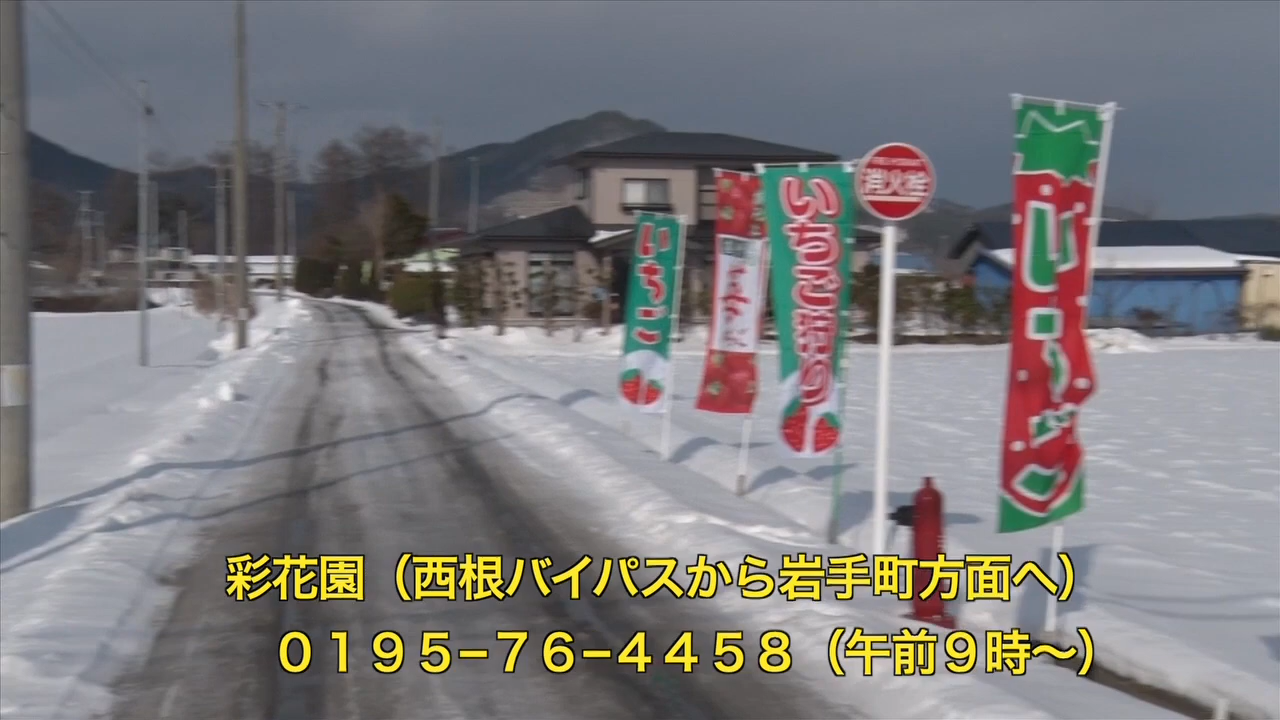 いちご
いちご狩り
消火栓
いちご
彩花園（西根バイパスから岩手町方面へ）
０１９５−７６−４４５８（午前９時〜）